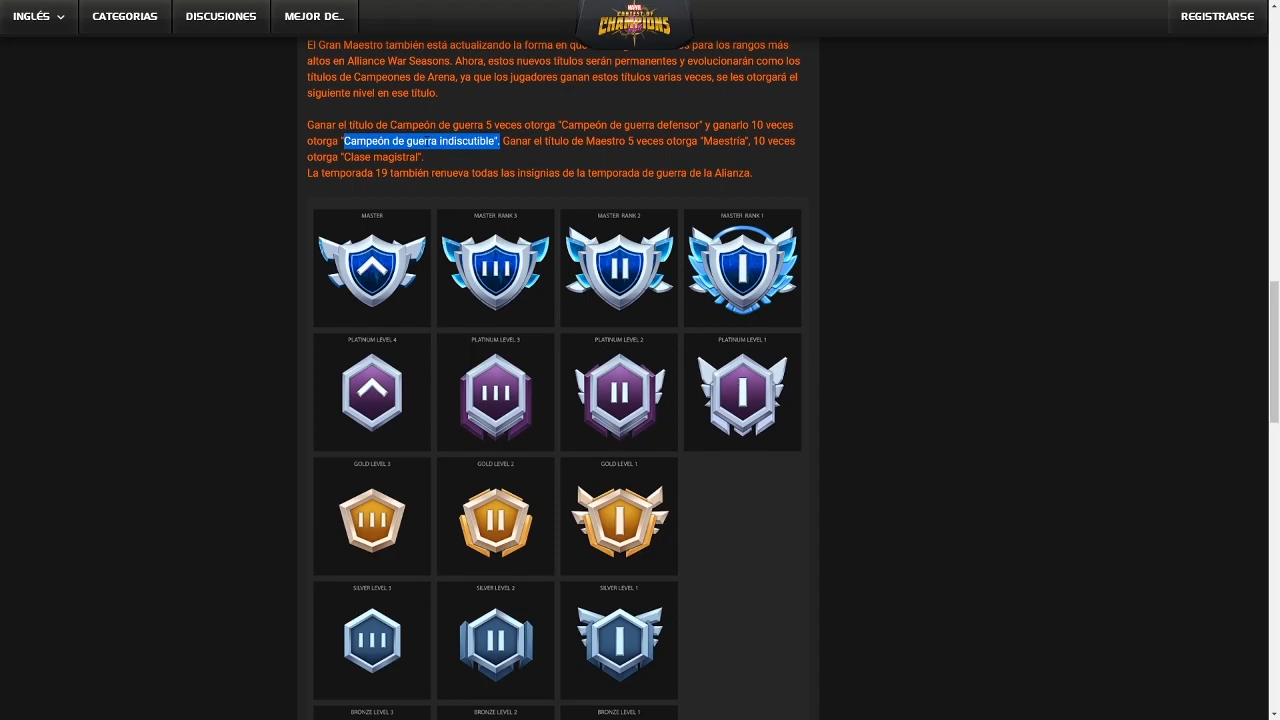 INGLÉS
CATEGORIAS
DISCUSIONES
MEJOR DE...
MARVEL
CONTEST OF
CHAMPIONS
REGISTRARSE
El Gran Maestro también está actualizando la forma en que para los rangos más
altos en Alliance War Seasons. Ahora, estos nuevos títulos serán permanentes y evolucionarán como los
títulos de Campeones de Arena, ya que los jugadores ganan estos títulos varias veces, se les otorgará el
siguiente nivel en ese título.
Ganar el título de Campeón de guerra 5 veces otorga "Campeón de guerra defensor" y ganarlo 10 veces
otorga "Campeón de guerra indiscutible". Ganar el título de Maestro 5 veces otorga "Maestría", 10 veces
otorga "Clase magistral".
La temporada 19 también renueva todas las insignias de la temporada de guerra de la Alianza.
MASTER
MASTER RANK 3
MASTER RANK 2
MASTER RANK 1
PLATINUM LEVEL 4
PLATINUM LEVEL 3
PLATINUM LEVEL 2
PLATINUM LEVEL 1
GOLD LEVEL 3
GOLD LEVEL 2
GOLD LEVEL 1
SILVER LEVEL 3
SILVER LEVEL 2
SILVER LEVEL 1
BRONZE LEVEL 3
BRONZE LEVEL 2
BRONZE LEVEL 1